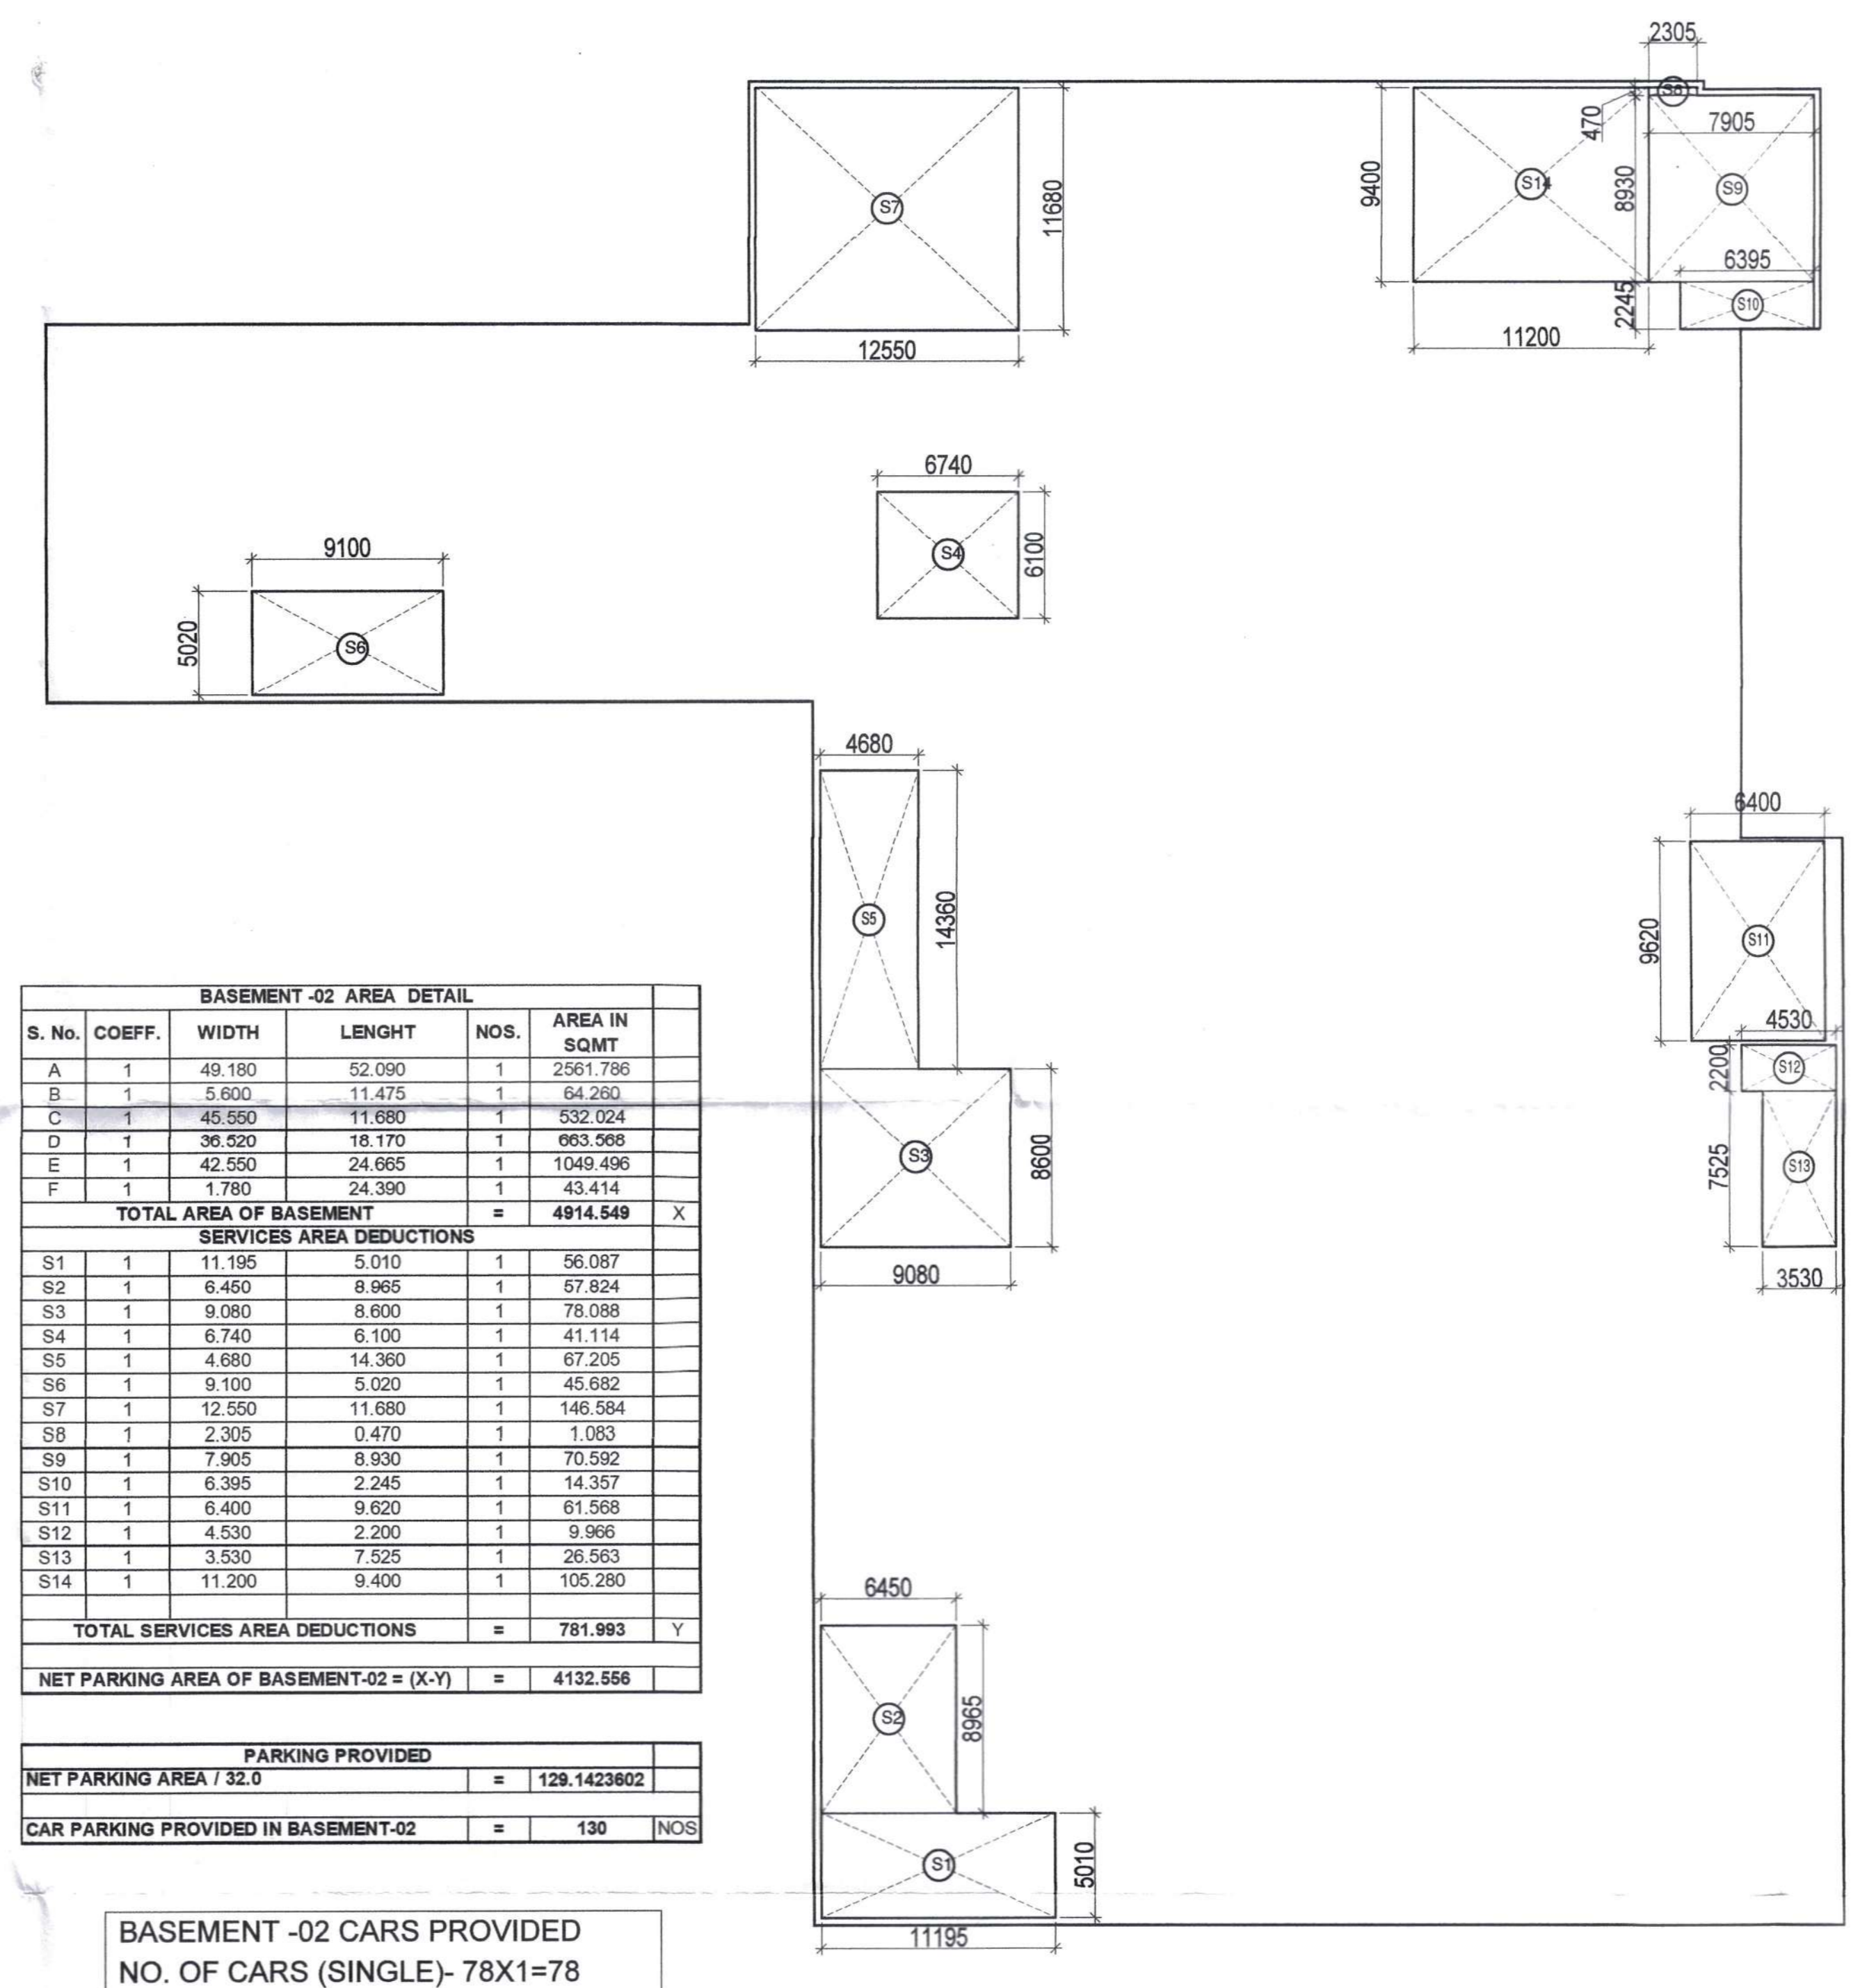 2305
S8
470
7905
S7
11680
9400
S14
8930
S9
6395
2245
S10
12550
11200
6740
S4
6100
9100
5020
S6
4680
S5
14360
6400
9620
S11
4530
2200
S12
7525
S13
3530
S3
8600
9080
BASEMENT -02 AREA DETAIL
S. No. COEFF. WIDTH LENGHT NOS. AREA IN
SQMT
A 1 49.180 52.090 1 2561.786
B 1 5.600 11.475 1 64.260
C 1 45.550 11.680 1 532.024
D 1 36.520 18.170 1 663.568
E 1 42.550 24.665 1 1049.496
F 1 1.780 24.390 1 43.414
TOTAL AREA OF BASEMENT = 4914.549 X
SERVICES AREA DEDUCTIONS
S1 1 11.195 5.010 1 56.087
S2 1 6.450 8.965 1 57.824
S3 1 9.080 8.600 1 78.088
S4 1 6.740 6.100 1 41.114
S5 1 4.680 14.360 1 67.205
S6 1 9.100 5.020 1 45.682
S7 1 12.550 11.680 1 146.584
S8 1 2.305 0.470 1 1.083
S9 1 7.905 8.930 1 70.592
S10 1 6.395 2.245 1 14.357
S11 1 6.400 9.620 1 61.568
S12 1 4.530 2.200 1 9.966
S13 1 3.530 7.525 1 26.563
S14 1 11.200 9.400 1 105.280
TOTAL SERVICES AREA DEDUCTIONS = 781.993 Y
NET PARKING AREA OF BASEMENT-02 = (X-Y) = 4132.556
PARKING PROVIDED
NET PARKING AREA / 32.0 = 129.1423602
CAR PARKING PROVIDED IN BASEMENT-02 = 130 NOS
6450
S2
8965
S1
5010
11195
BASEMENT -02 CARS PROVIDED
NO. OF CARS (SINGLE)- 78X1=78